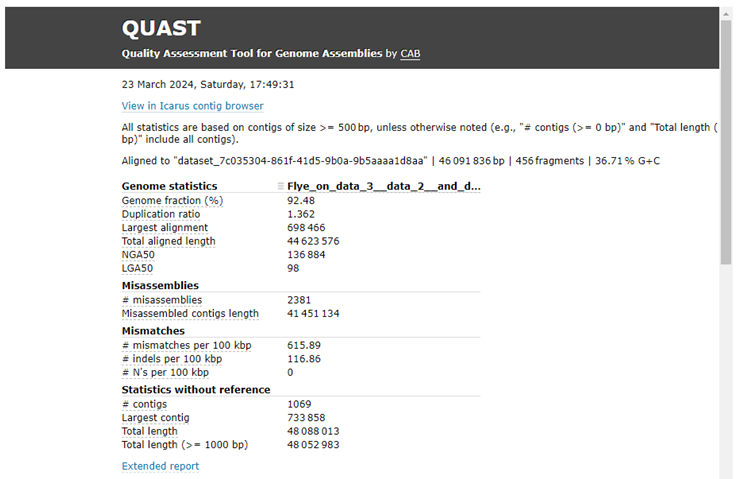 QUAST
Quality Assessment Tool for Genome Assemblies by CAB
23 March 2024, Saturday, 17:49:31
View in Icarus contig browser
All statistics are based on contigs of size >= 500 bp, unless otherwise noted (e.g., "# contigs (>= 0 bp)" and "Total length (
bp)" include all contigs).
Aligned to "dataset_7c035304-861f-41d5-9b0a-9b5aaaa1d8aa" | 46 091 836 bp | 456 fragments | 36.71 % G+C
Genome statistics Flye_on_data_3__data_2__and_d...
Genome fraction (%) 92.48
Duplication ratio 1.362
Largest alignment 698 466
Total aligned length 44 623 576
NGA50 136 884
LGA50 98
Misassemblies
# misassemblies 2381
Misassembled contigs length 41 451 134
Mismatches
# mismatches per 100 kbp 615.89
# indels per 100 kbp 116.86
# N's per 100 kbp 0
Statistics without reference
# contigs 1069
Largest contig 733 858
Total length 48 088 013
Total length (>= 1000 bp) 48 052 983
Extended report